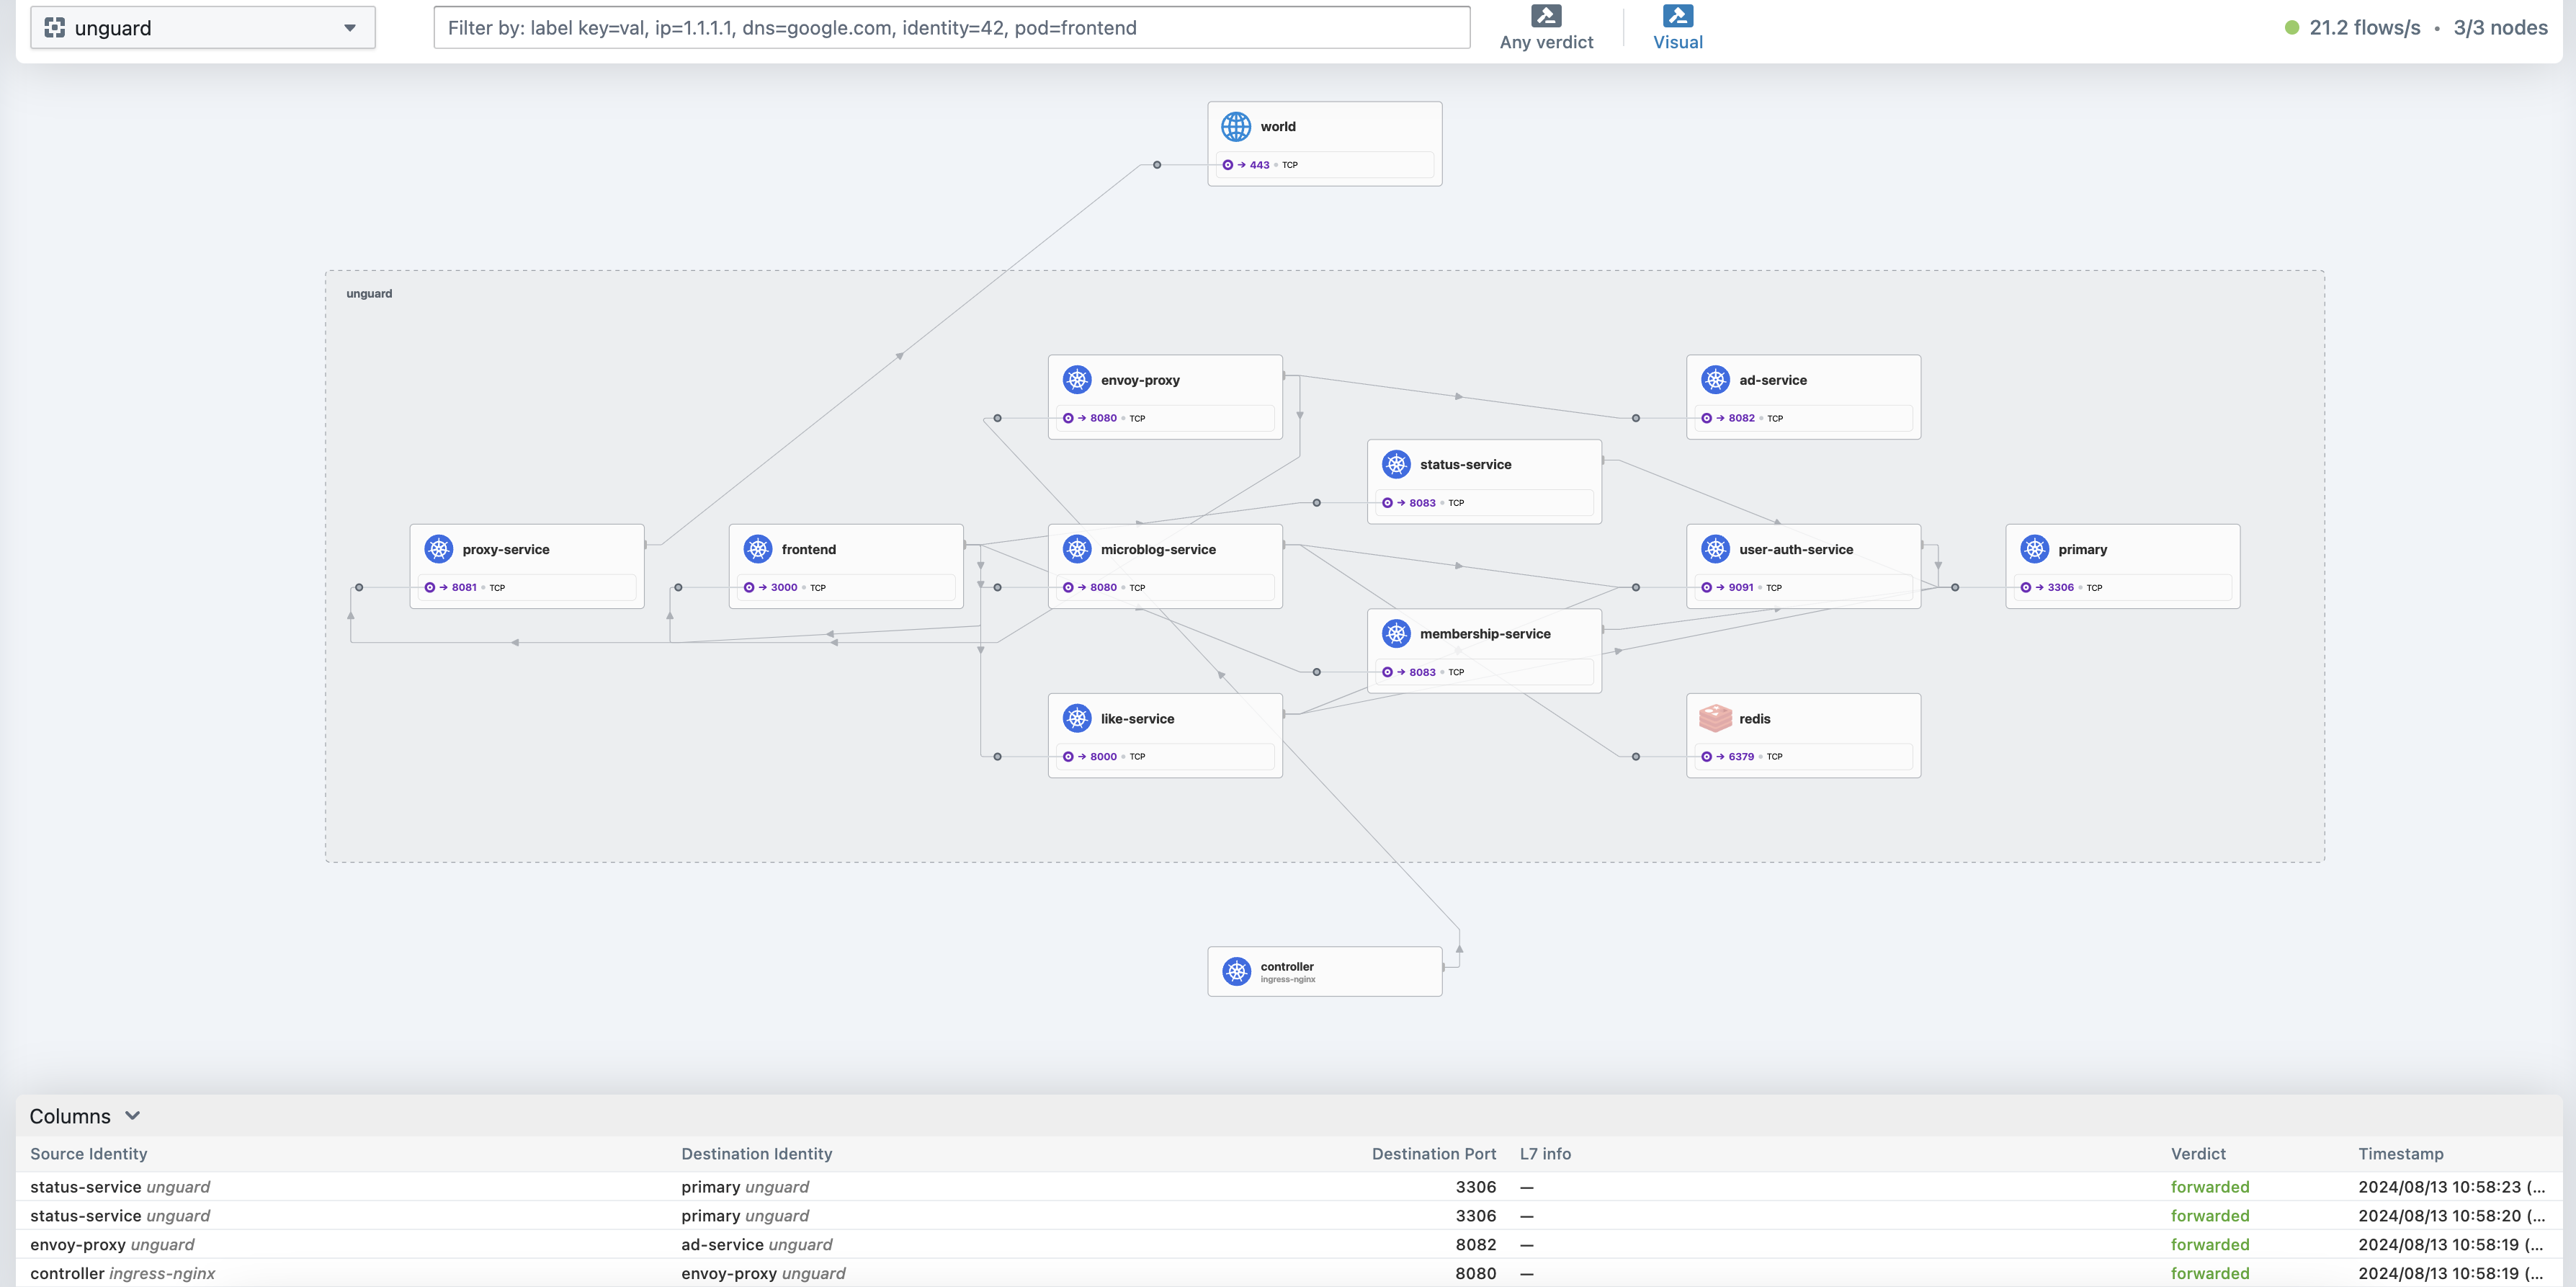 unguard
Filter by: label key=val, ip=1.1.1.1, dns=google.com, identity=42, pod=frontend
Any verdict
Visual
21.2 flows/s • 3/3 nodes
world
→ 443 • TCP
unguard
envoy-proxy
→ 8080 • TCP
ad-service
→ 8082 • TCP
status-service
→ 8083 • TCP
proxy-service
→ 8081 • TCP
frontend
→ 3000 • TCP
microblog-service
→ 8080 • TCP
user-auth-service
→ 9091 • TCP
primary
→ 3306 • TCP
membership-service
→ 8083 • TCP
like-service
→ 8000 • TCP
redis
→ 6379 • TCP
controller
ingress-nginx
Columns
Source Identity Destination Identity Destination Port L7 info Verdict Timestamp
status-service unguard primary unguard 3306 — forwarded 2024/08/13 10:58:23 (...
status-service unguard primary unguard 3306 — forwarded 2024/08/13 10:58:20 (...
envoy-proxy unguard ad-service unguard 8082 — forwarded 2024/08/13 10:58:19 (...
controller ingress-nginx envoy-proxy unguard 8080 — forwarded 2024/08/13 10:58:19 (...